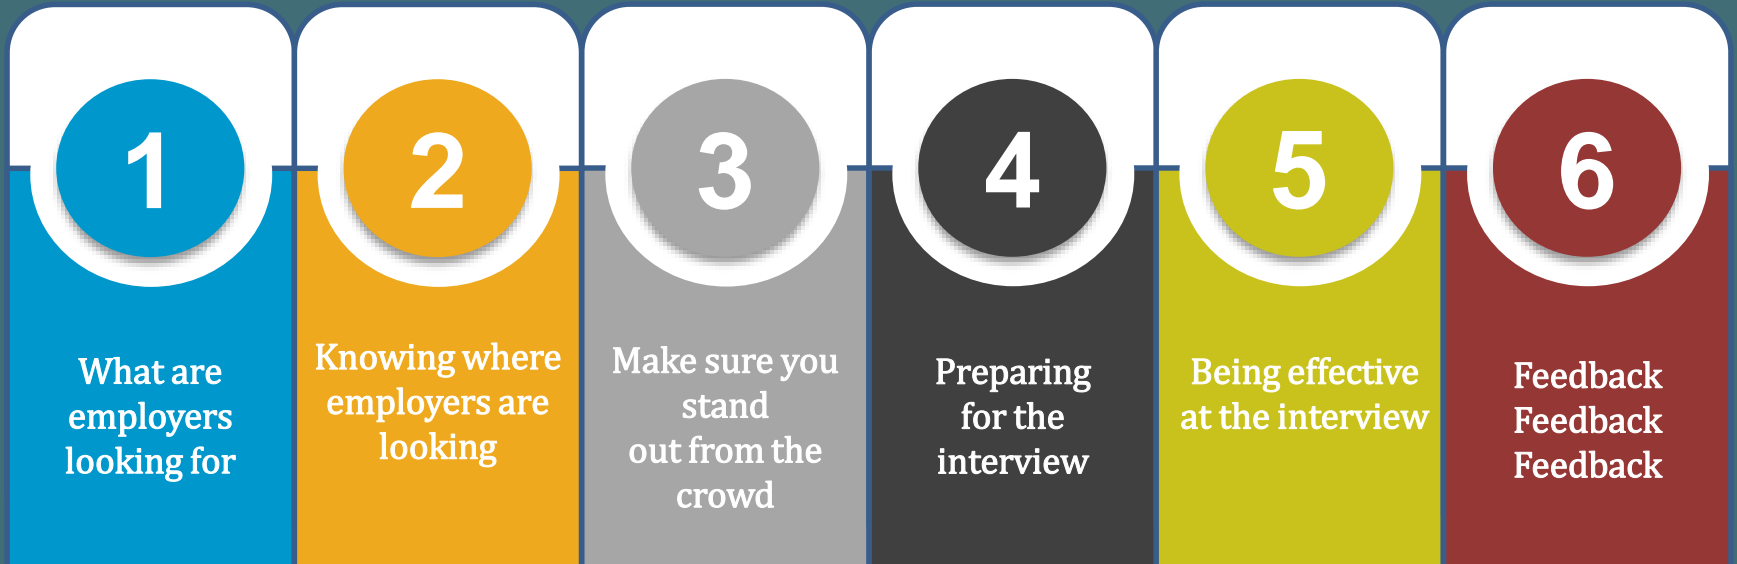 1
What are
employers
looking for
2
Knowing where
employers are
looking
3
Make sure you
stand
out from the
crowd
4
Preparing
for the
interview
5
Being effective
at the interview
6
Feedback
Feedback
Feedback